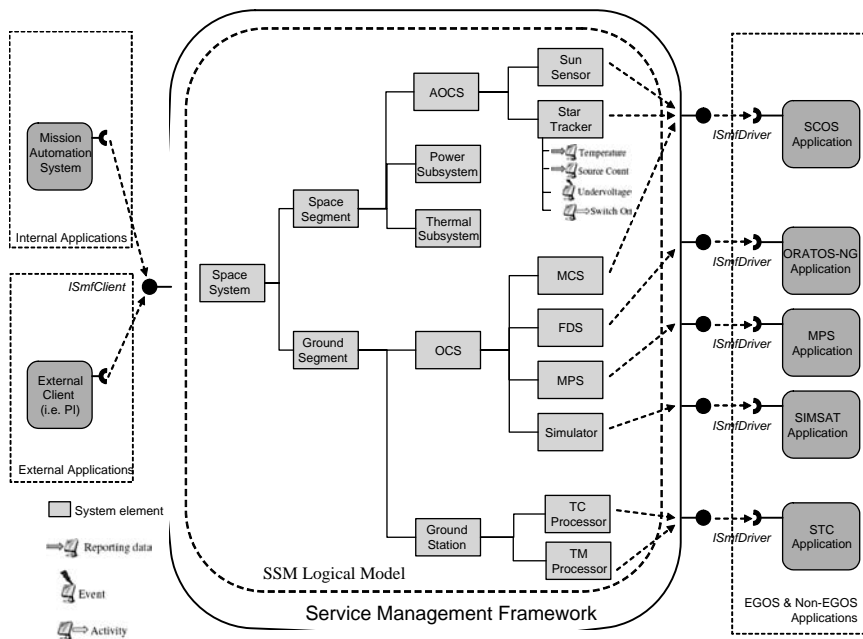 Mission
Automation
System
Internal Applications
ISmfClient
External
Client
(i.e. PI)
External Applications
System element
Reporting data
Event
Activity
Space
System
Space
Segment
Ground
Segment
AOCS
Power
Subsystem
Thermal
Subsystem
OCS
Ground
Station
Sun
Sensor
Star
Tracker
Temperature
Source Count
Undervoltage
Switch On
MCS
FDS
MPS
Simulator
TC
Processor
TM
Processor
SSM Logical Model
Service Management Framework
ISmfDriver
ISmfDriver
ISmfDriver
ISmfDriver
ISmfDriver
SCOS
Application
ORATOS-NG
Application
MPS
Application
SIMSAT
Application
STC
Application
EGOS & Non-EGOS
Applications